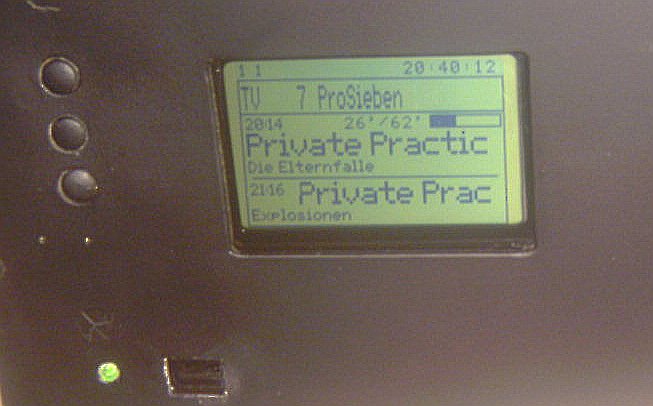 1 1 20:40:12
TV 7 ProSieben
20:14 26'/62'
Private Practic
Die Elternfalle
21:16 Private Prac
Explosionen